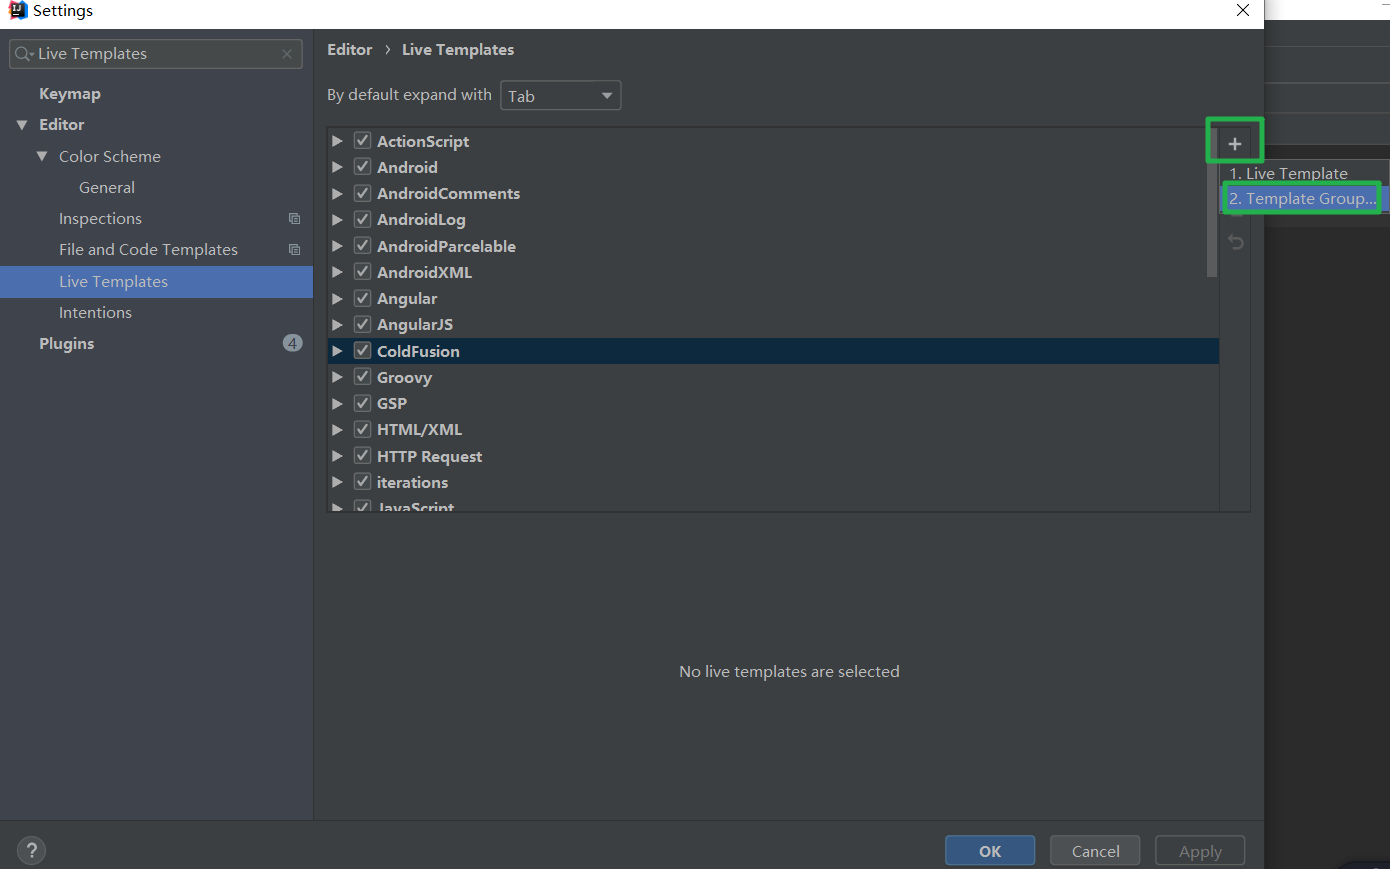 Settings
Live Templates
Keymap
Editor
Color Scheme
General
Inspections
File and Code Templates
Live Templates
Intentions
Plugins 4
Editor › Live Templates
By default expand with Tab
ActionScript
Android
AndroidComments
AndroidLog
AndroidParcelable
AndroidXML
Angular
AngularJS
ColdFusion
Groovy
GSP
HTML/XML
HTTP Request
iterations
JavaScript
+
1. Live Template
2. Template Group...
No live templates are selected
?
OK
Cancel
Apply